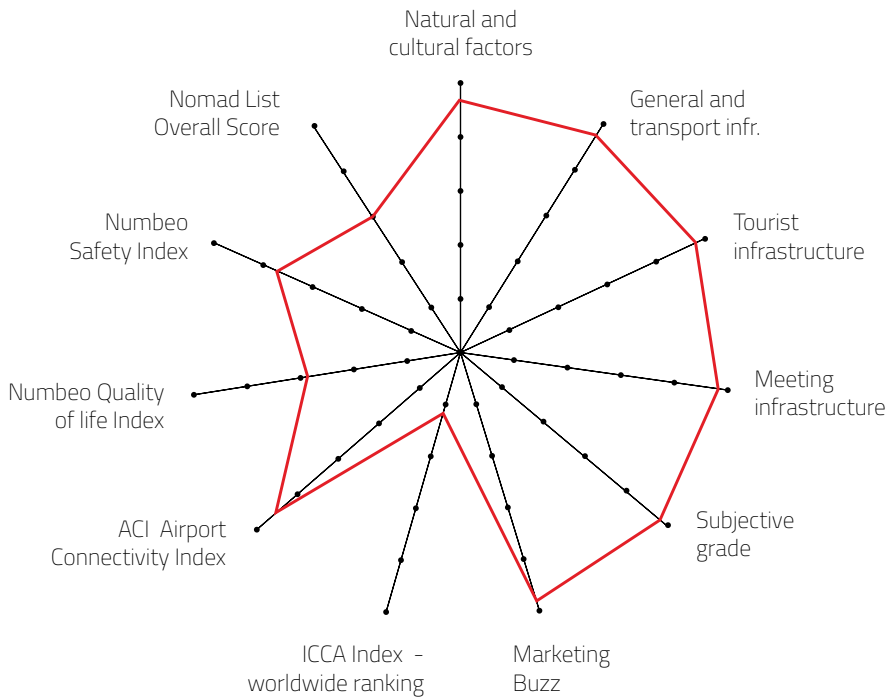 Natural and
cultural factors
General and
transport infr.
Tourist
infrastructure
Meeting
infrastructure
Subjective
grade
Marketing
Buzz
ICCA Index -
worldwide ranking
ACI Airport
Connectivity Index
Numbeo Quality
of life Index
Numbeo
Safety Index
Nomad List
Overall Score